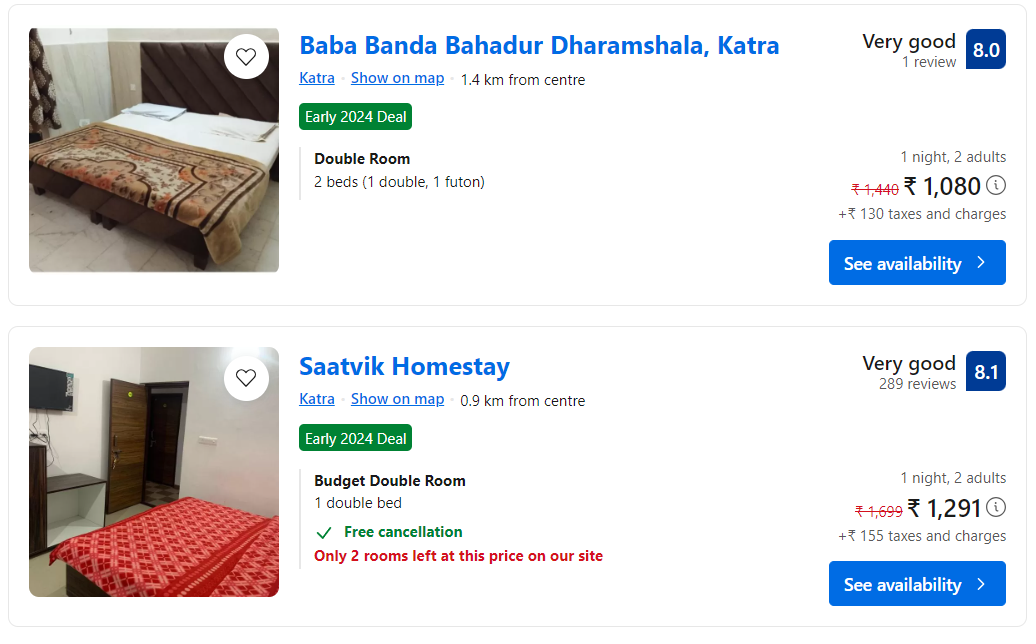 Baba Banda Bahadur Dharamshala, Katra
Very good
1 review
8.0
Katra · Show on map · 1.4 km from centre
Early 2024 Deal
Double Room
2 beds (1 double, 1 futon)
1 night, 2 adults
₹ 1,440 ₹ 1,080
+₹ 130 taxes and charges
See availability
Saatvik Homestay
Very good
289 reviews
8.1
Katra · Show on map · 0.9 km from centre
Early 2024 Deal
Budget Double Room
1 double bed
Free cancellation
Only 2 rooms left at this price on our site
1 night, 2 adults
₹ 1,699 ₹ 1,291
+₹ 155 taxes and charges
See availability